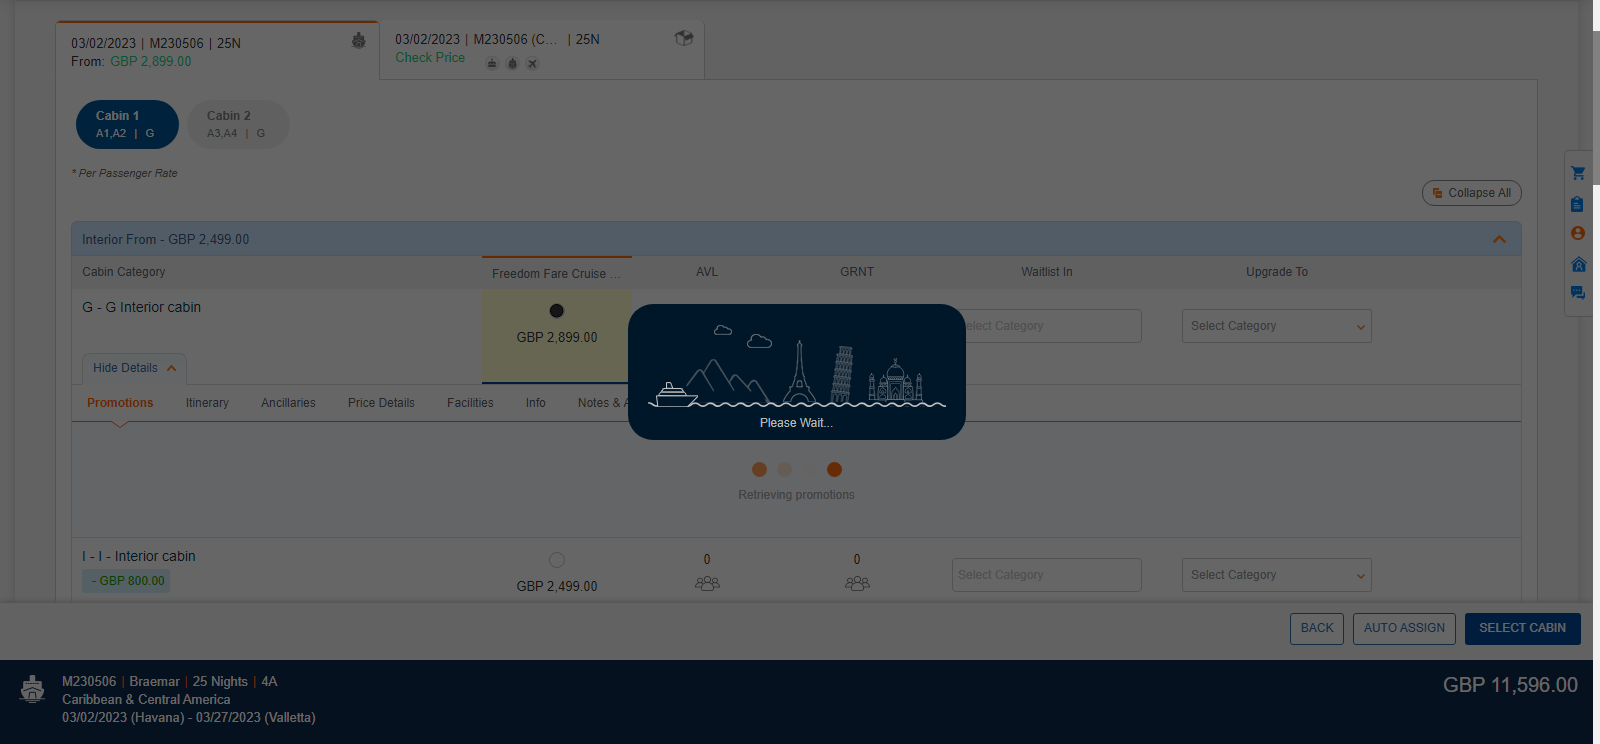 03/02/2023 | M230506 | 25N
From: GBP 2,899.00
03/02/2023 | M230506 (C... | 25N
Check Price
Cabin 1
A1,A2 | G
Cabin 2
A3,A4 | G
* Per Passenger Rate
Collapse All
Interior From - GBP 2,499.00
Cabin Category
Freedom Fare Cruise ...
AVL
GRNT
Waitlist In
Upgrade To
G - G Interior cabin
GBP 2,899.00
elect Category
Select Category
Hide Details
Promotions
Itinerary
Ancillaries
Price Details
Facilities
Info
Notes & A
Please Wait...
Retrieving promotions
I - I - Interior cabin
- GBP 800.00
GBP 2,499.00
0
0
Select Category
Select Category
BACK
AUTO ASSIGN
SELECT CABIN
M230506 | Braemar | 25 Nights | 4A
Caribbean & Central America
03/02/2023 (Havana) - 03/27/2023 (Valletta)
GBP 11,596.00